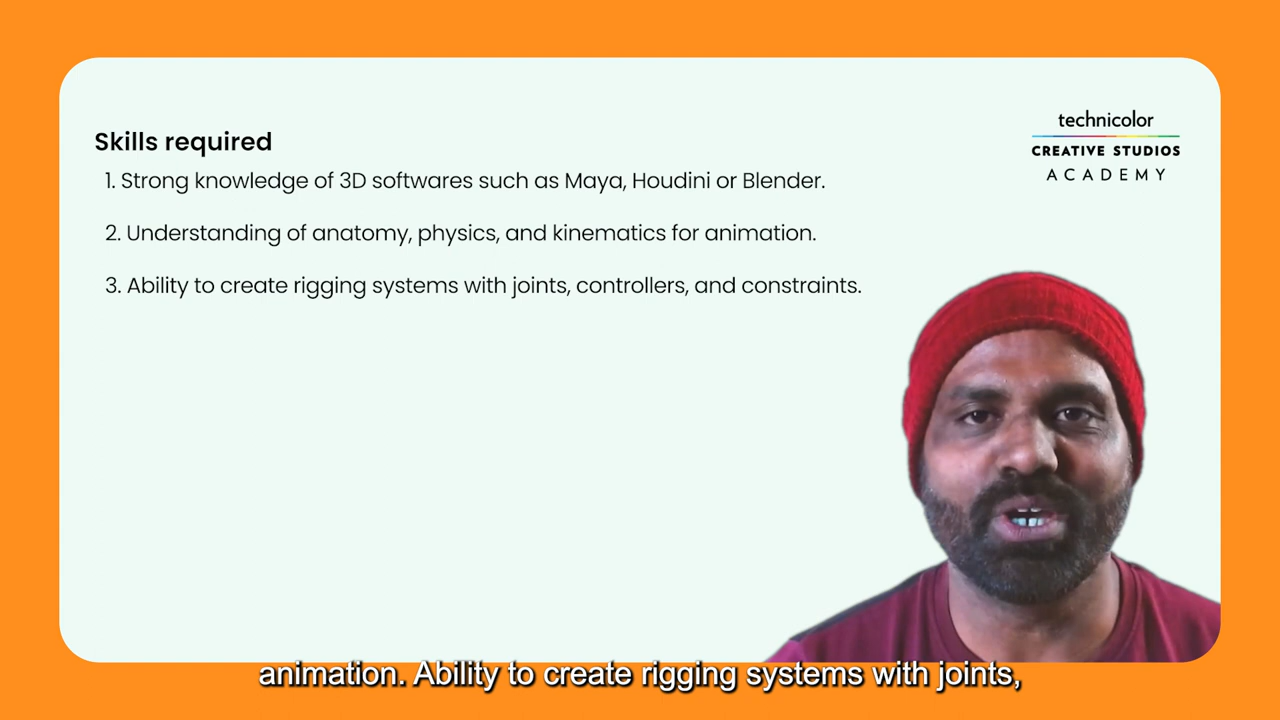 technicolor
CREATIVE STUDIOS
ACADEMY
Skills required
1. Strong knowledge of 3D softwares such as Maya, Houdini or Blender.
2. Understanding of anatomy, physics, and kinematics for animation.
3. Ability to create rigging systems with joints, controllers, and constraints.
animation. Ability to create rigging systems with joints,